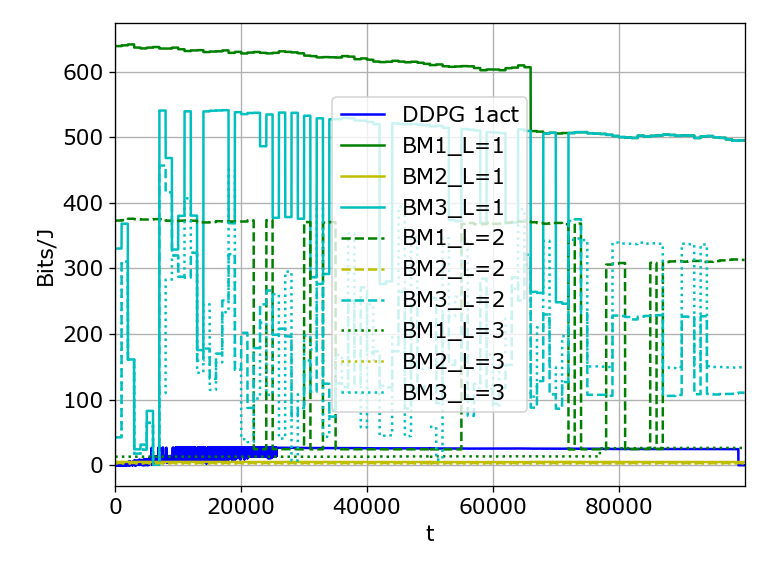 600
500
400
300
200
100
0
Bits/J
DDPG 1act
BM1_L=1
BM2_L=1
BM3_L=1
BM1_L=2
BM2_L=2
BM3_L=2
BM1_L=3
BM2_L=3
BM3_L=3
0 20000 40000 60000 80000
t